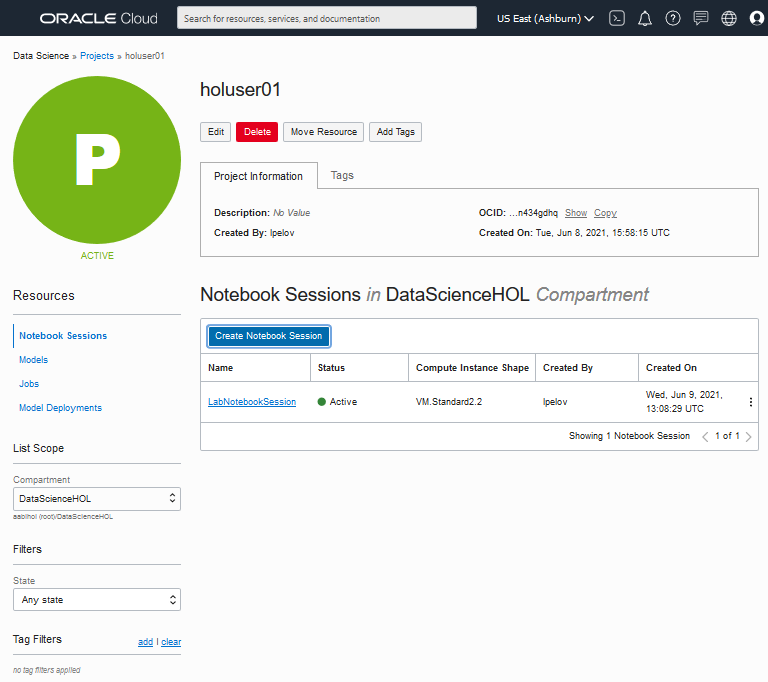 ORACLE Cloud
Search for resources, services, and documentation
US East (Ashburn)
Data Science » Projects » holuser01
P
ACTIVE
holuser01
Edit
Delete
Move Resource
Add Tags
Project Information
Tags
Description: No Value
OCID: ...n434gdhq Show Copy
Created By: lpelov
Created On: Tue, Jun 8, 2021, 15:58:15 UTC
Resources
Notebook Sessions
Models
Jobs
Model Deployments
List Scope
Compartment
DataScienceHOL
aablhol (root)/DataScienceHOL
Filters
State
Any state
Tag Filters
add | clear
no tag filters applied
Notebook Sessions in DataScienceHOL Compartment
Create Notebook Session
Name Status Compute Instance Shape Created By Created On
LabNotebookSession Active VM.Standard2.2 lpelov Wed, Jun 9, 2021,
13:08:29 UTC
Showing 1 Notebook Session < 1 of 1 >